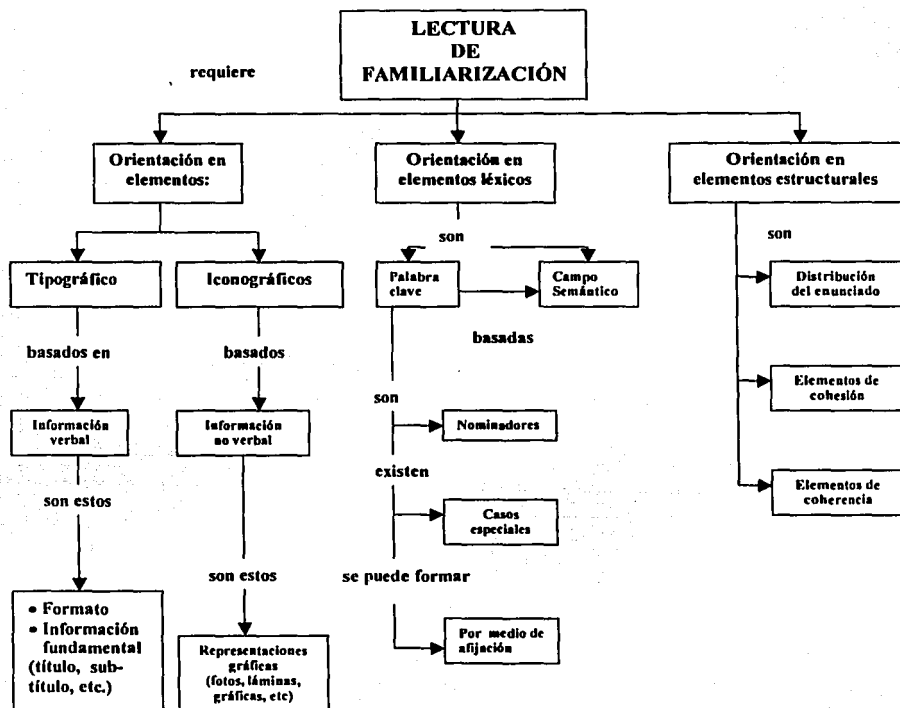 LECTURA
DE
FAMILIARIZACIÓN
requiere
Orientación en
elementos:
Orientación en
elementos léxicos
Orientación en
elementos estructurales
son
son
Tipográfico
Iconográficos
Palabra
clave
Campo
Semántico
Distribución
del enunciado
basados en
basados
basadas
Información
verbal
Información
no verbal
son
Nominadores
Elementos de
cohesión
son estos
existen
Casos
especiales
Elementos de
coherencia
son estos
se puede formar
• Formato
• Información
fundamental
(título, sub-
título, etc.)
Representaciones
gráficas
(fotos, láminas,
gráficas, etc)
Por medio de
afijación